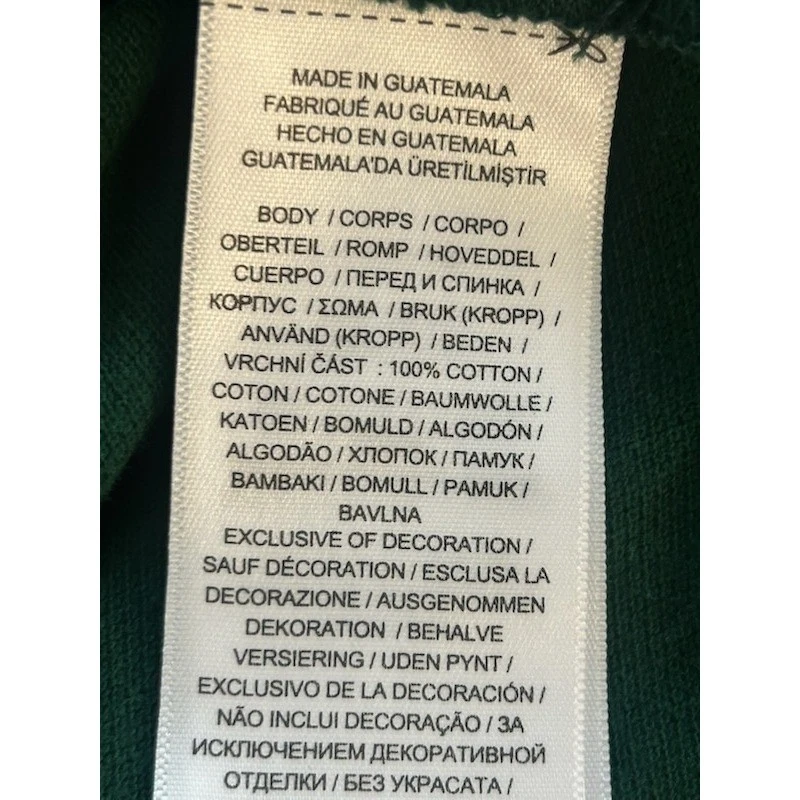 MADE IN GUATEMALA
FABRIQUÉ AU GUATEMALA
HECHO EN GUATEMALA
GUATEMALA'DA ÜRETİLMİŞTİR
BODY / CORPS / CORPO /
OBERTEIL / ROMP / HOVEDDEL /
CUERPO / ПЕРЕД И СПИНКА /
КОРПУС / ΣΩΜΑ / BRUK (KROPP) /
ANVÄND (KROPP) / BEDEN /
VRCHNÍ ČÁST : 100% COTTON /
COTON / COTONE / BAUMWOLLE /
KATOEN / BOMULD / ALGODÓN /
ALGODÃO / ХЛОПОК / ПАМУК /
ΒΑΜΒΑΚΙ / BOMULL / PAMUK /
BAVLNA
EXCLUSIVE OF DECORATION /
SAUF DÉCORATION / ESCLUSA LA
DECORAZIONE / AUSGENOMMEN
DEKORATION / BEHALVE
VERSIERING / UDEN PYNT /
EXCLUSIVO DE LA DECORACIÓN /
NÃO INCLUI DECORAÇÃO / ЗА
ИСКЛЮЧЕНИЕМ ДЕКОРАТИВНОЙ
ОТДЕЛКИ / БЕЗ УКРАСАТА /